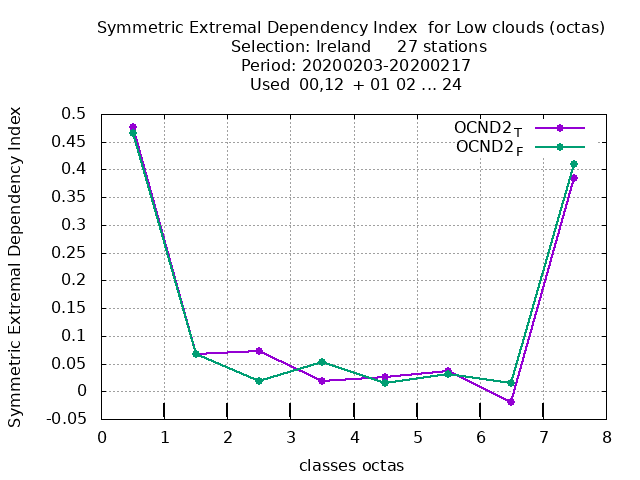 Symmetric Extremal Dependency Index  for Low clouds (octas)
Selection: Ireland     27 stations
Period: 20200203-20200217
Used  00,12  + 01 02 ... 24
OCND2T
OCND2F
Symmetric Extremal Dependency Index
0.5
0.45
0.4
0.35
0.3
0.25
0.2
0.15
0.1
0.05
0
-0.05
0 1 2 3 4 5 6 7 8
classes octas